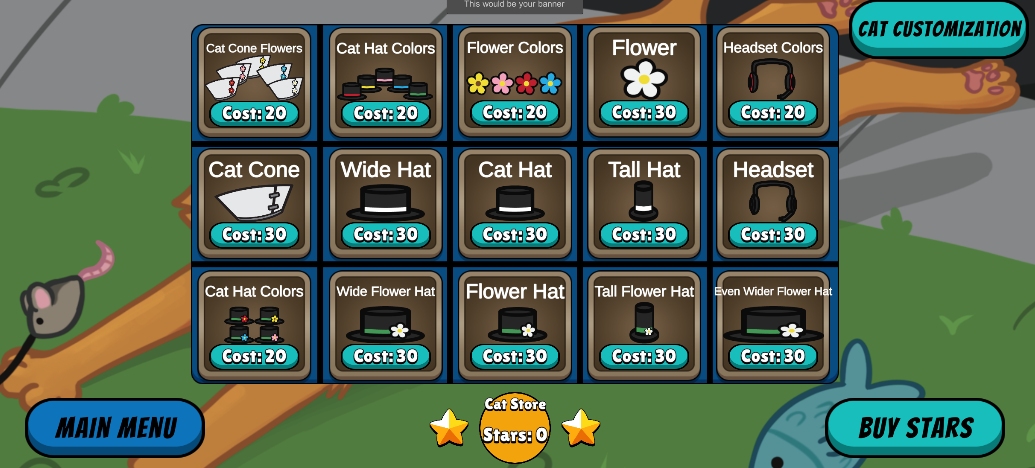 This would be your banner
CAT CUSTOMIZATION
Cat Cone Flowers
Cost: 20
Cat Hat Colors
Cost: 20
Flower Colors
Cost: 20
Flower
Cost: 30
Headset Colors
Cost: 20
Cat Cone
Cost: 30
Wide Hat
Cost: 30
Cat Hat
Cost: 30
Tall Hat
Cost: 30
Headset
Cost: 30
Cat Hat Colors
Cost: 20
Wide Flower Hat
Cost: 30
Flower Hat
Cost: 30
Tall Flower Hat
Cost: 30
Even Wider Flower Hat
Cost: 30
MAIN MENU
Cat Store
Stars: 0
BUY STARS